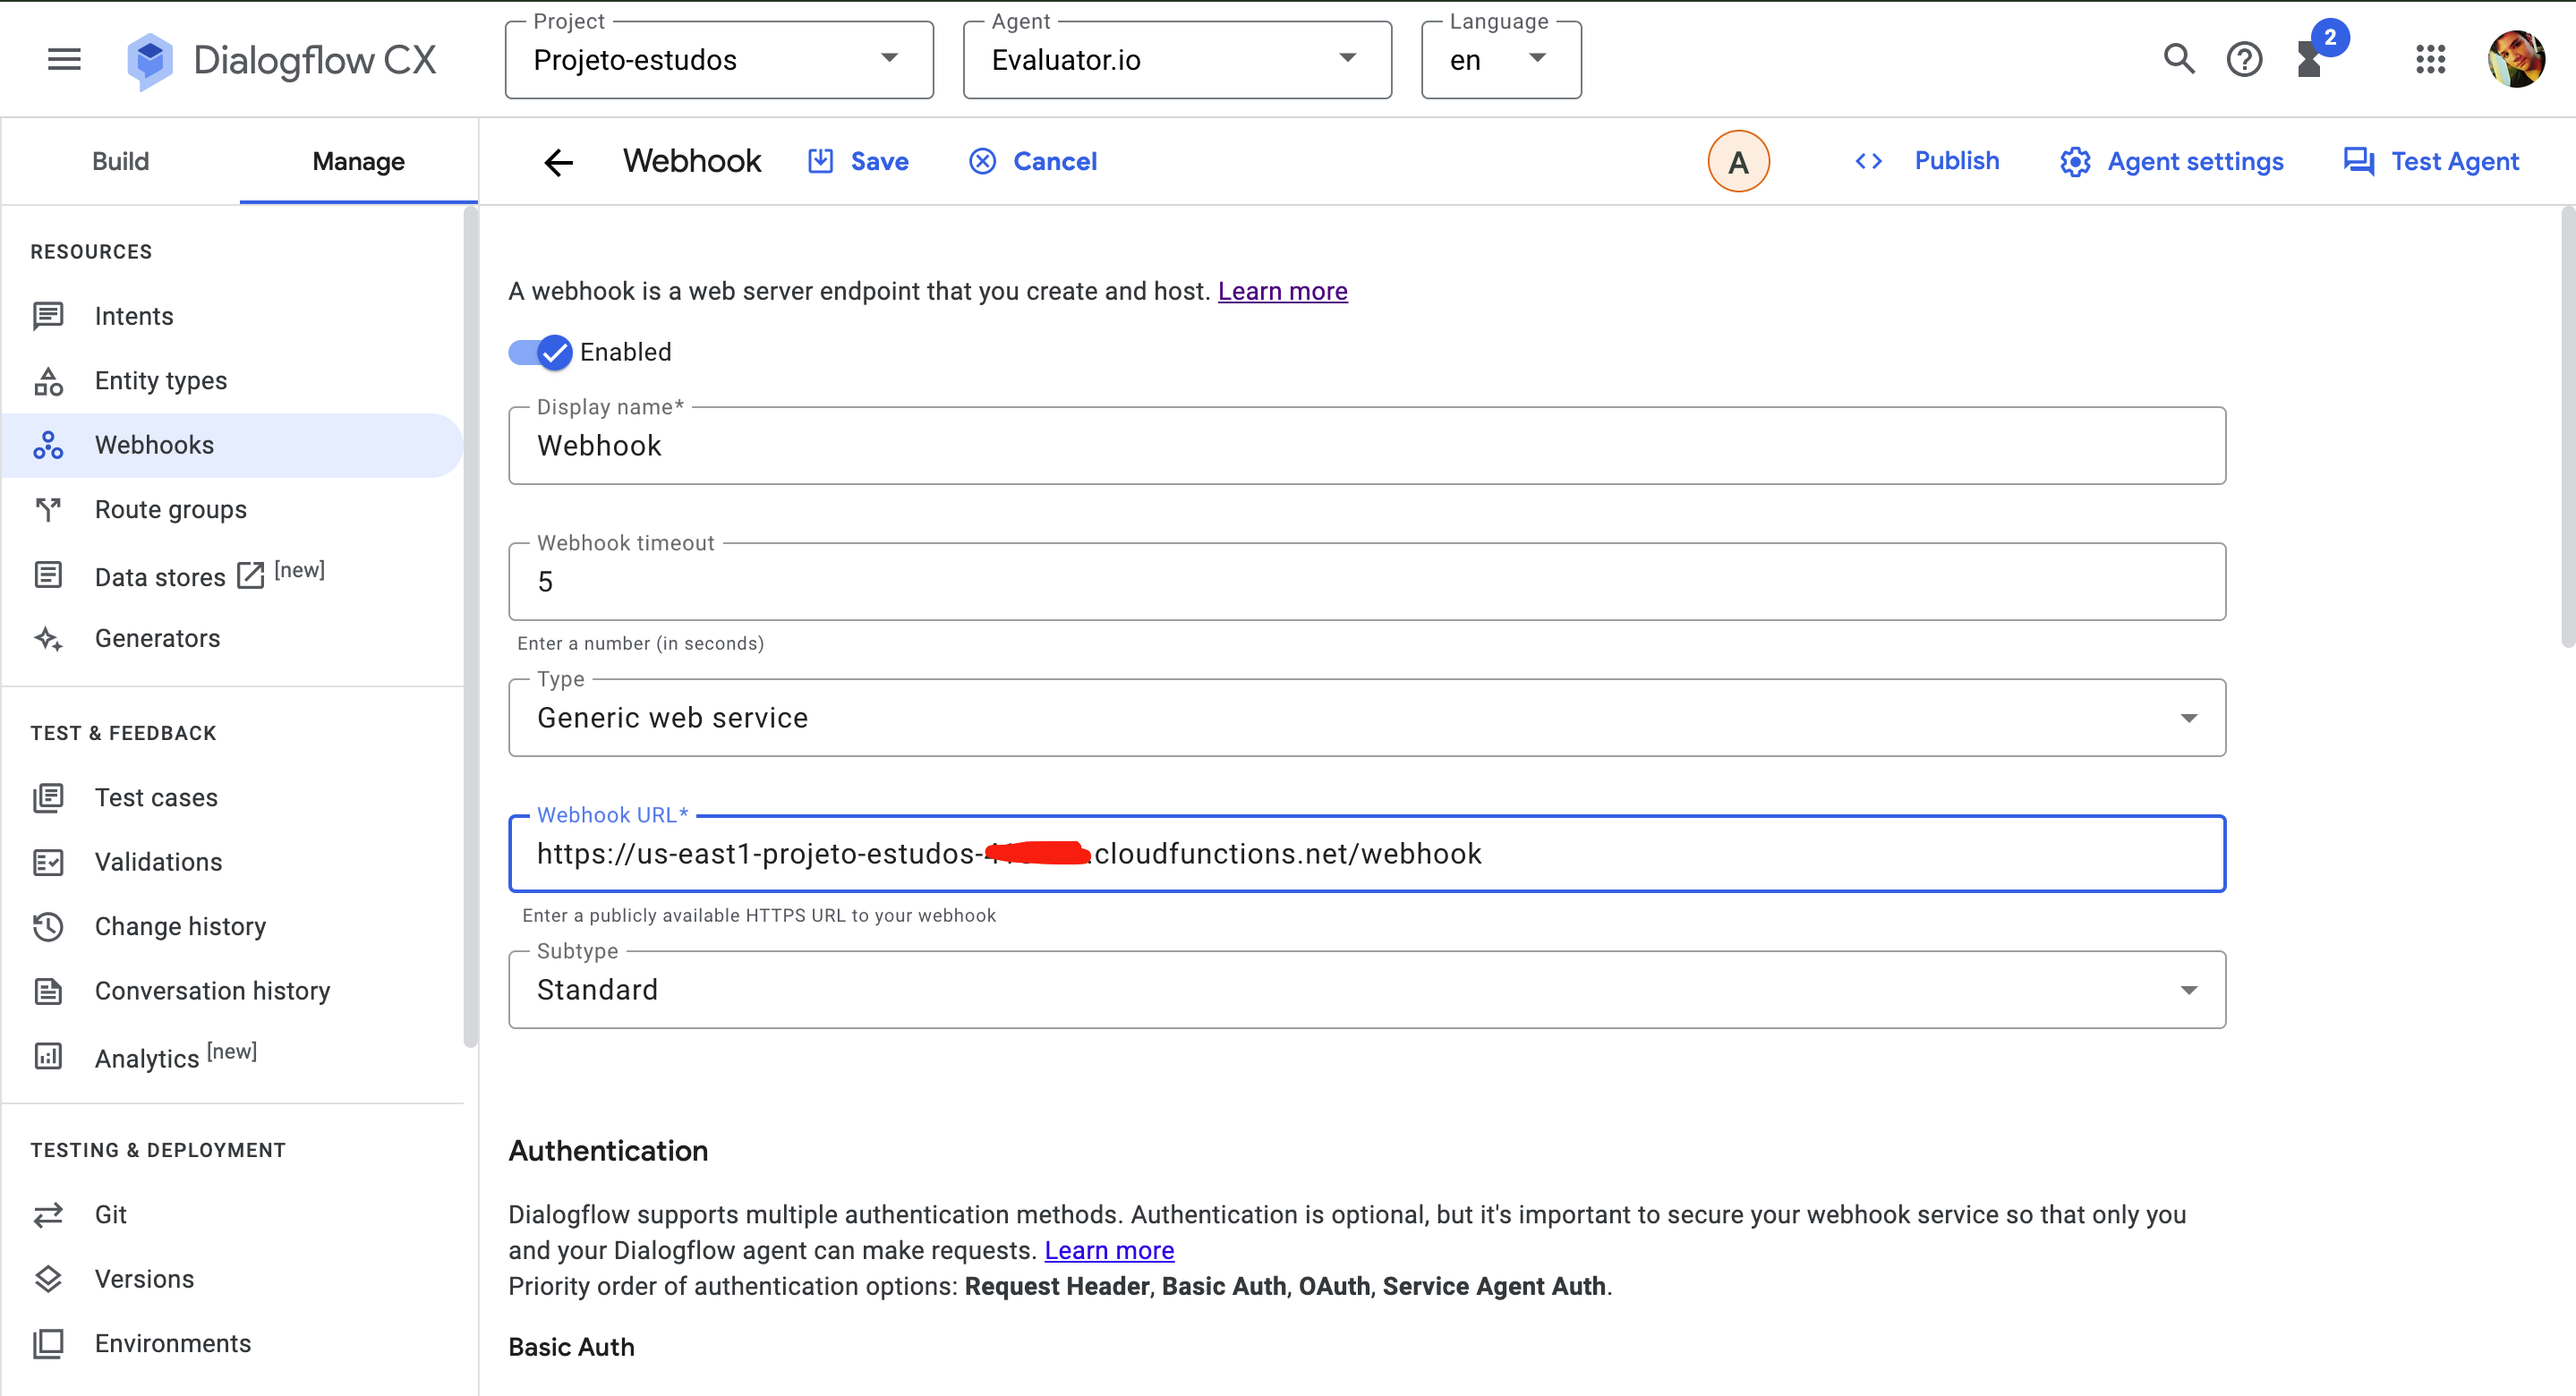 Dialogflow CX
Project
Projeto-estudos
Agent
Evaluator.io
Language
en
2
Build
Manage
Webhook
Save
Cancel
A
Publish
Agent settings
Test Agent
RESOURCES
Intents
Entity types
Webhooks
Route groups
Data stores [new]
Generators
TEST & FEEDBACK
Test cases
Validations
Change history
Conversation history
Analytics [new]
TESTING & DEPLOYMENT
Git
Versions
Environments
A webhook is a web server endpoint that you create and host. Learn more
Enabled
Display name*
Webhook
Webhook timeout
5
Enter a number (in seconds)
Type
Generic web service
Webhook URL*
https://us-east1-projeto-estudos- .cloudfunctions.net/webhook
Enter a publicly available HTTPS URL to your webhook
Subtype
Standard
Authentication
Dialogflow supports multiple authentication methods. Authentication is optional, but it's important to secure your webhook service so that only you
and your Dialogflow agent can make requests. Learn more
Priority order of authentication options: Request Header, Basic Auth, OAuth, Service Agent Auth.
Basic Auth